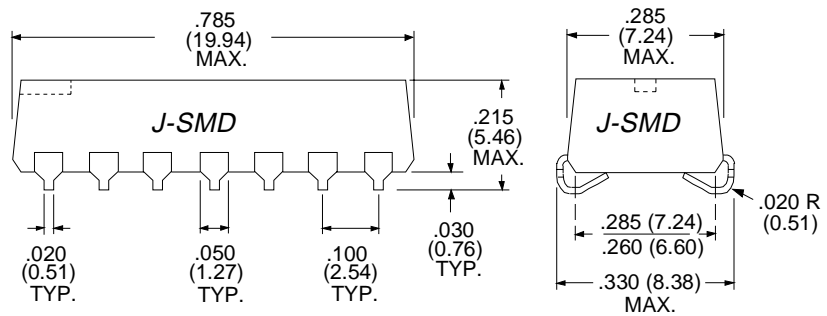 .785
(19.94)
MAX.
.285
(7.24)
MAX.
J-SMD
.215
(5.46)
MAX.
J-SMD
.020
(0.51)
TYP.
.050
(1.27)
TYP.
.100
(2.54)
TYP.
.030
(0.76)
TYP.
.020 R
(0.51)
.285 (7.24)
.260 (6.60)
.330 (8.38)
MAX.